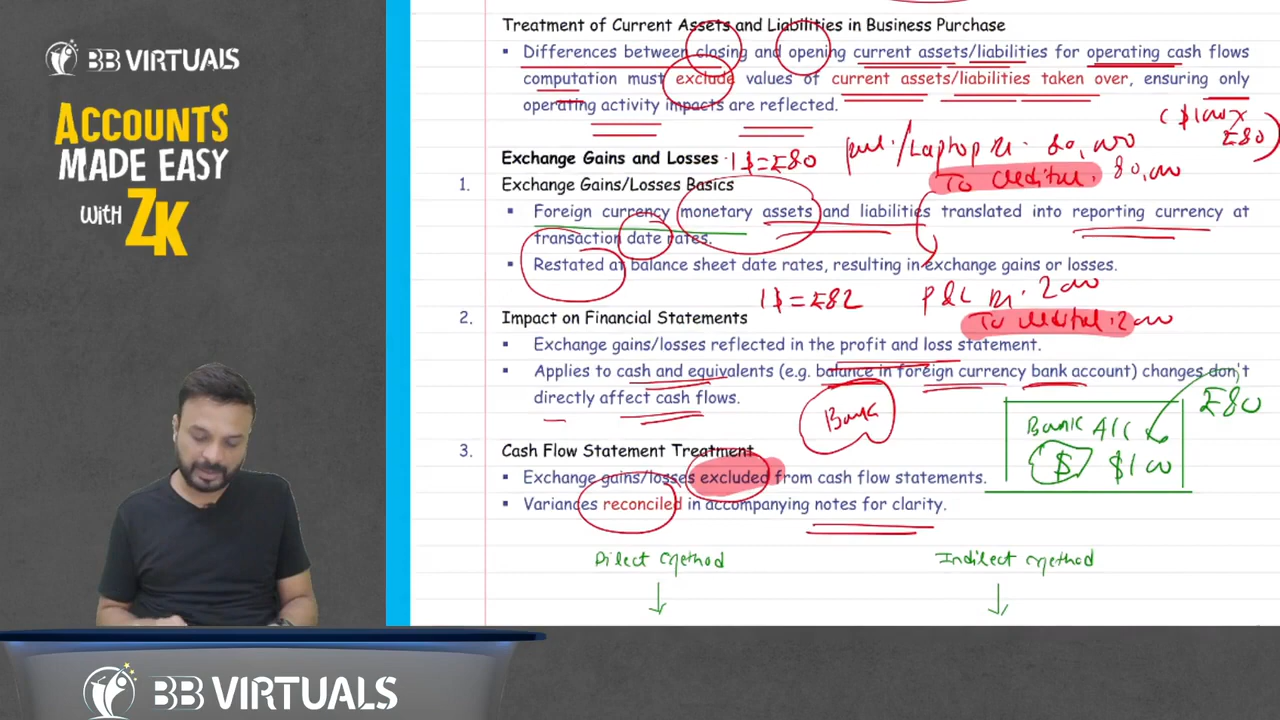 BB VIRTUALS
ACCOUNTS
MADE EASY
WITH ZK
Treatment of Current Assets and Liabilities in Business Purchase
▪ Differences between closing and opening current assets/liabilities for operating cash flows
computation must exclude values of current assets/liabilities taken over, ensuring only
operating activity impacts are reflected.
($1000 x
₹80)
Exchange Gains and Losses 1$=₹80 pur./Laptop Dr. 80,000
1. Exchange Gains/Losses Basics To creditor. 80,000
▪ Foreign currency monetary assets and liabilities translated into reporting currency at
transaction date rates.
▪ Restated at balance sheet date rates, resulting in exchange gains or losses.
1$=₹82 P&L Dr. 2000
2. Impact on Financial Statements To creditor. 2000
▪ Exchange gains/losses reflected in the profit and loss statement.
▪ Applies to cash and equivalents (e.g. balance in foreign currency bank account) changes don't
directly affect cash flows.
Bank
₹80
Bank A/C
$ $100
3. Cash Flow Statement Treatment
▪ Exchange gains/losses excluded from cash flow statements.
▪ Variances reconciled in accompanying notes for clarity.
Direct method Indirect method
BB VIRTUALS